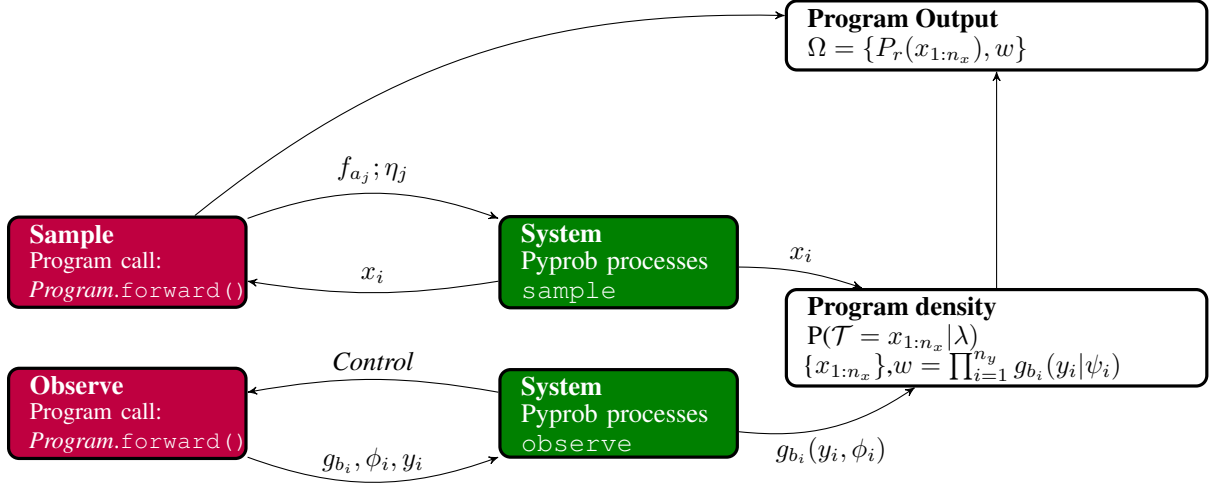 Program Output
Ω = {P_r(x_{1:n_x}), w}
f_{a_j}; η_j
Sample
Program call:
Program.forward()
x_i
System
Pyprob processes
sample
x_i
Program density
P(𝒯 = x_{1:n_x}|λ)
{x_{1:n_x}},w = ∏_{i=1}^{n_y} g_{b_i}(y_i|ψ_i)
Control
Observe
Program call:
Program.forward()
g_{b_i}, ϕ_i, y_i
System
Pyprob processes
observe
g_{b_i}(y_i, ϕ_i)